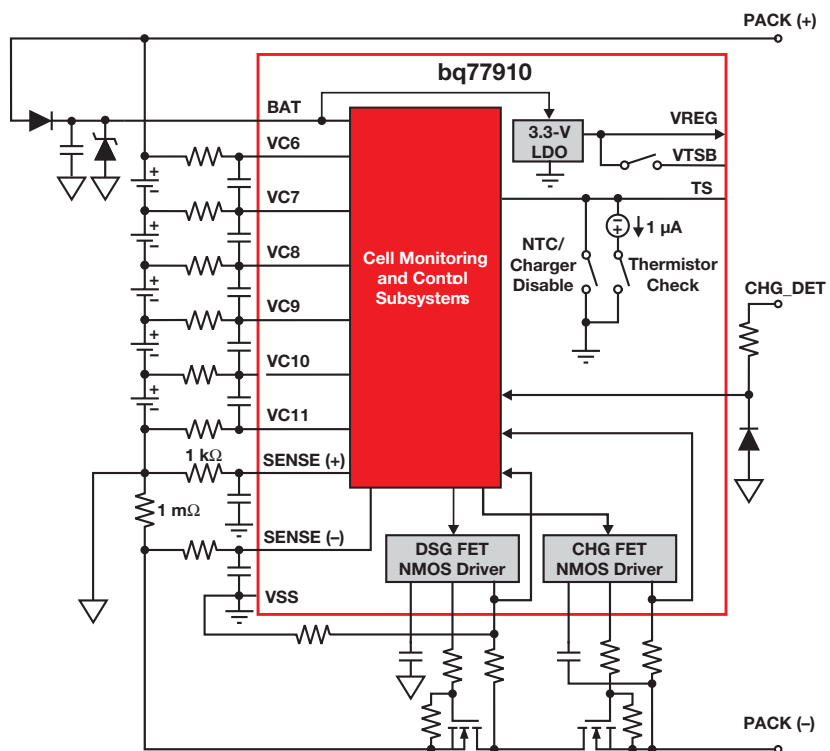 PACK (+)
bq77910
BAT
VREG
3.3-V
LDO
VTSB
VC6
TS
VC7
1 µA
NTC/
Charger
Disable
Thermistor
Check
Cell Monitoring
and Control
Subsystems
VC8
CHG_DET
VC9
VC10
VC11
1 kΩ
SENSE (+)
1 mΩ
SENSE (–)
DSG FET
NMOS Driver
CHG FET
NMOS Driver
VSS
PACK (–)